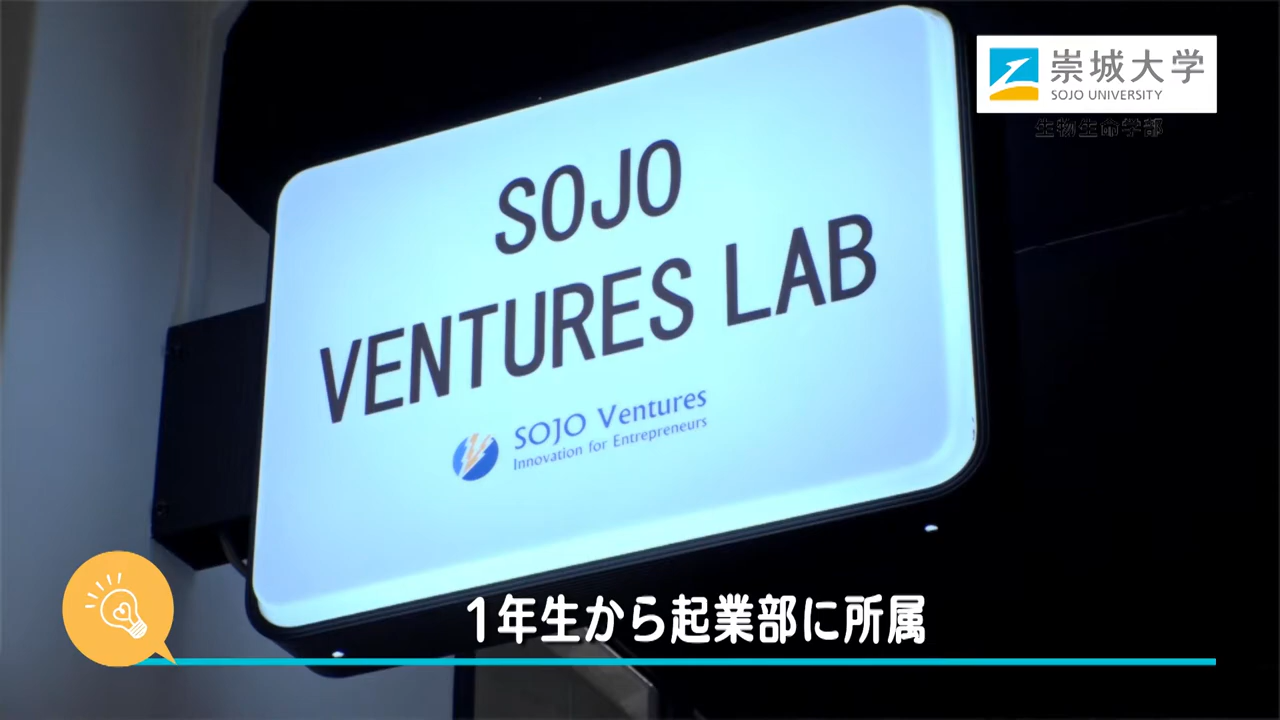 崇城大学
SOJO UNIVERSITY
生物生命学部
SOJO
VENTURES LAB
SOJO Ventures
Innovation for Entrepreneurs
1年生から起業部に所属